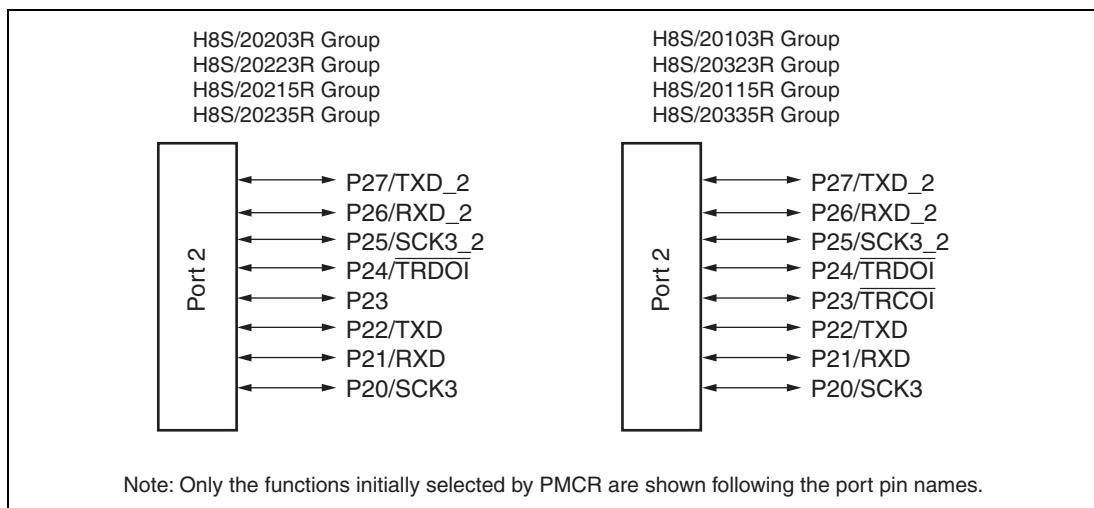 H8S/20203R Group
H8S/20223R Group
H8S/20215R Group
H8S/20235R Group
Port 2
P27/TXD_2
P26/RXD_2
P25/SCK3_2
P24/T̅R̅D̅O̅I̅
P23
P22/TXD
P21/RXD
P20/SCK3
H8S/20103R Group
H8S/20323R Group
H8S/20115R Group
H8S/20335R Group
Port 2
P27/TXD_2
P26/RXD_2
P25/SCK3_2
P24/T̅R̅D̅O̅I̅
P23/T̅R̅C̅O̅I̅
P22/TXD
P21/RXD
P20/SCK3
Note: Only the functions initially selected by PMCR are shown following the port pin names.